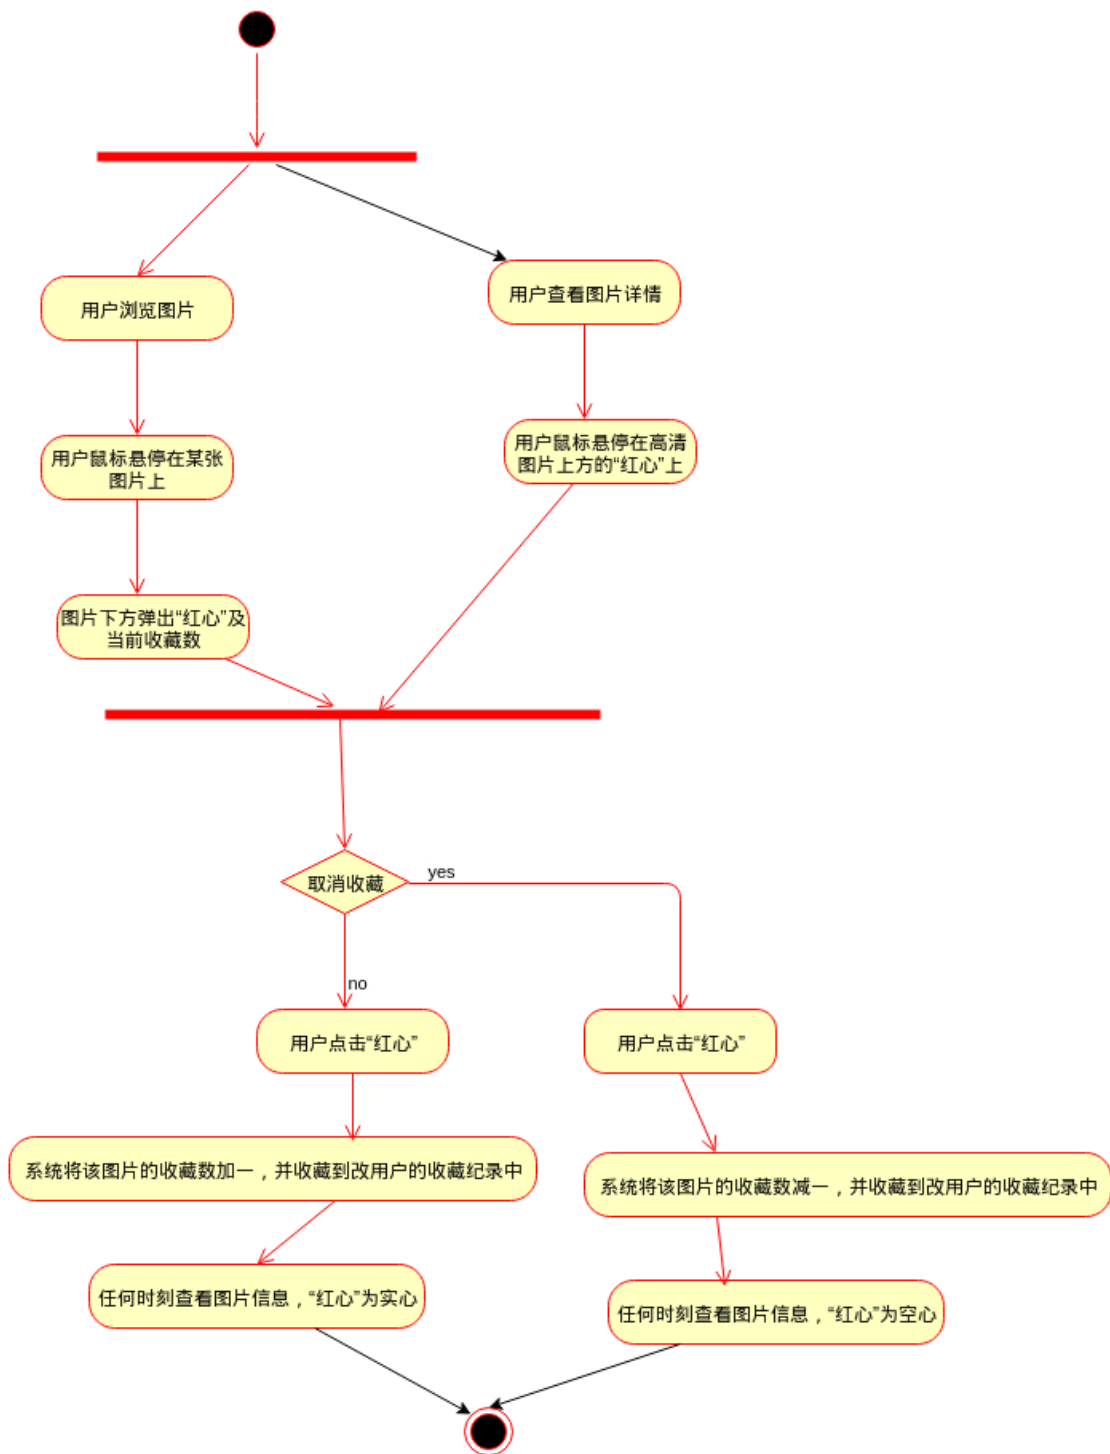 用户浏览图片
用户查看图片详情
用户鼠标悬停在某张
图片上
用户鼠标悬停在高清
图片上方的“红心”上
图片下方弹出“红心”及
当前收藏数
取消收藏
yes
no
用户点击“红心”
用户点击“红心”
系统将该图片的收藏数加一，并收藏到改用户的收藏纪录中
系统将该图片的收藏数减一，并收藏到改用户的收藏纪录中
任何时刻查看图片信息，“红心”为实心
任何时刻查看图片信息，“红心”为空心